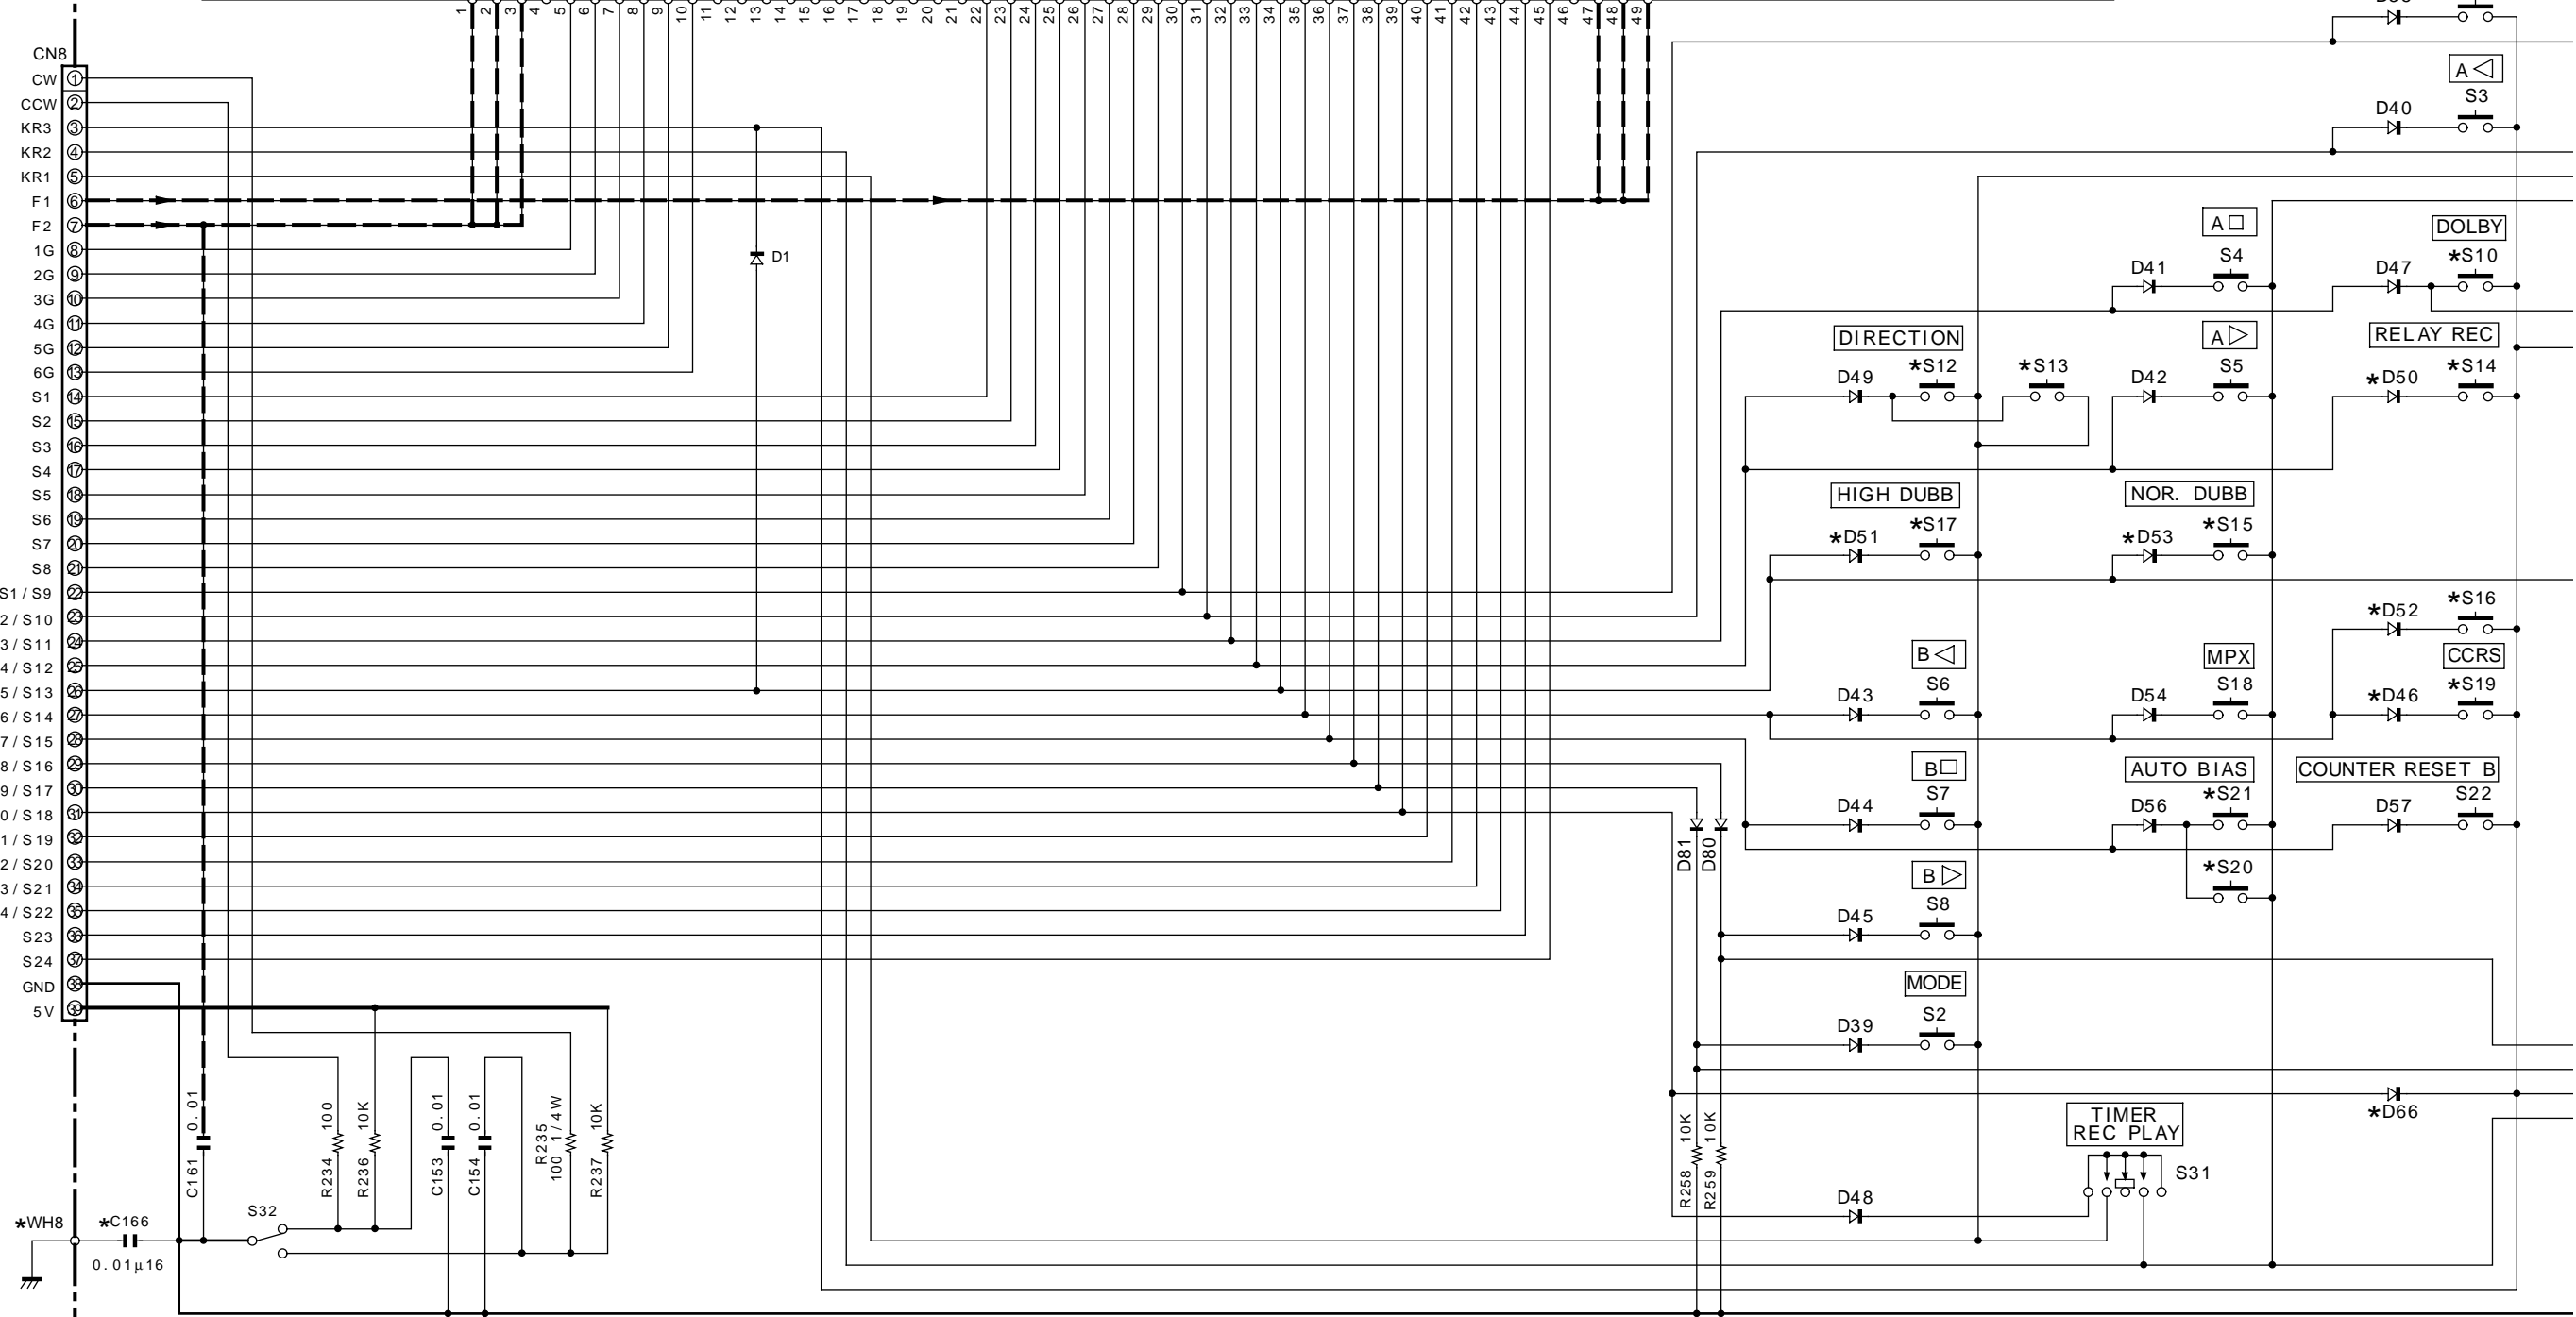 1 2 3 4 5 6 7 8 9 10 11 12 13 14 15 16 17 18 19 20 21 22 23 24 25 26 27 28 29 30 31 32 33 34 35 36 37 38 39 40 41 42 43 44 45 46 47 48 49
CN8
CW 1
CCW 2
KR3 3
KR2 4
KR1 5
F1 6
F2 7
1G 8
2G 9
3G 10
4G 11
5G 12
6G 13
S1 14
S2 15
S3 16
S4 17
S5 18
S6 19
S7 20
S8 21
S1/S9 22
2/S10 23
3/S11 24
4/S12 25
5/S13 26
6/S14 27
7/S15 28
8/S16 29
9/S17 30
0/S18 31
1/S19 32
2/S20 33
3/S21 34
4/S22 35
S23 36
S24 37
GND 38
5V 39
D1
A ◁
D40 S3
A □
D41 S4
DOLBY
D47 *S10
DIRECTION
D49 *S12 *S13
A ▷
D42 S5
RELAY REC
*D50 *S14
HIGH DUBB
*D51 *S17
NOR. DUBB
*D53 *S15
*D52 *S16
B ◁
D43 S6
MPX
D54 S18
CCRS
*D46 *S19
B □
D44 S7
AUTO BIAS
D56 *S21
*S20
COUNTER RESET B
D57 S22
D81 D80
B ▷
D45 S8
MODE
D39 S2
*D66
TIMER
REC PLAY
S31
D48
R258 10K
R259 10K
C161 0.01
R234 100
R236 10K
C153 0.01
C154 0.01
R235
100 1/4W
R237 10K
S32
*WH8 *C166
0.01μ16